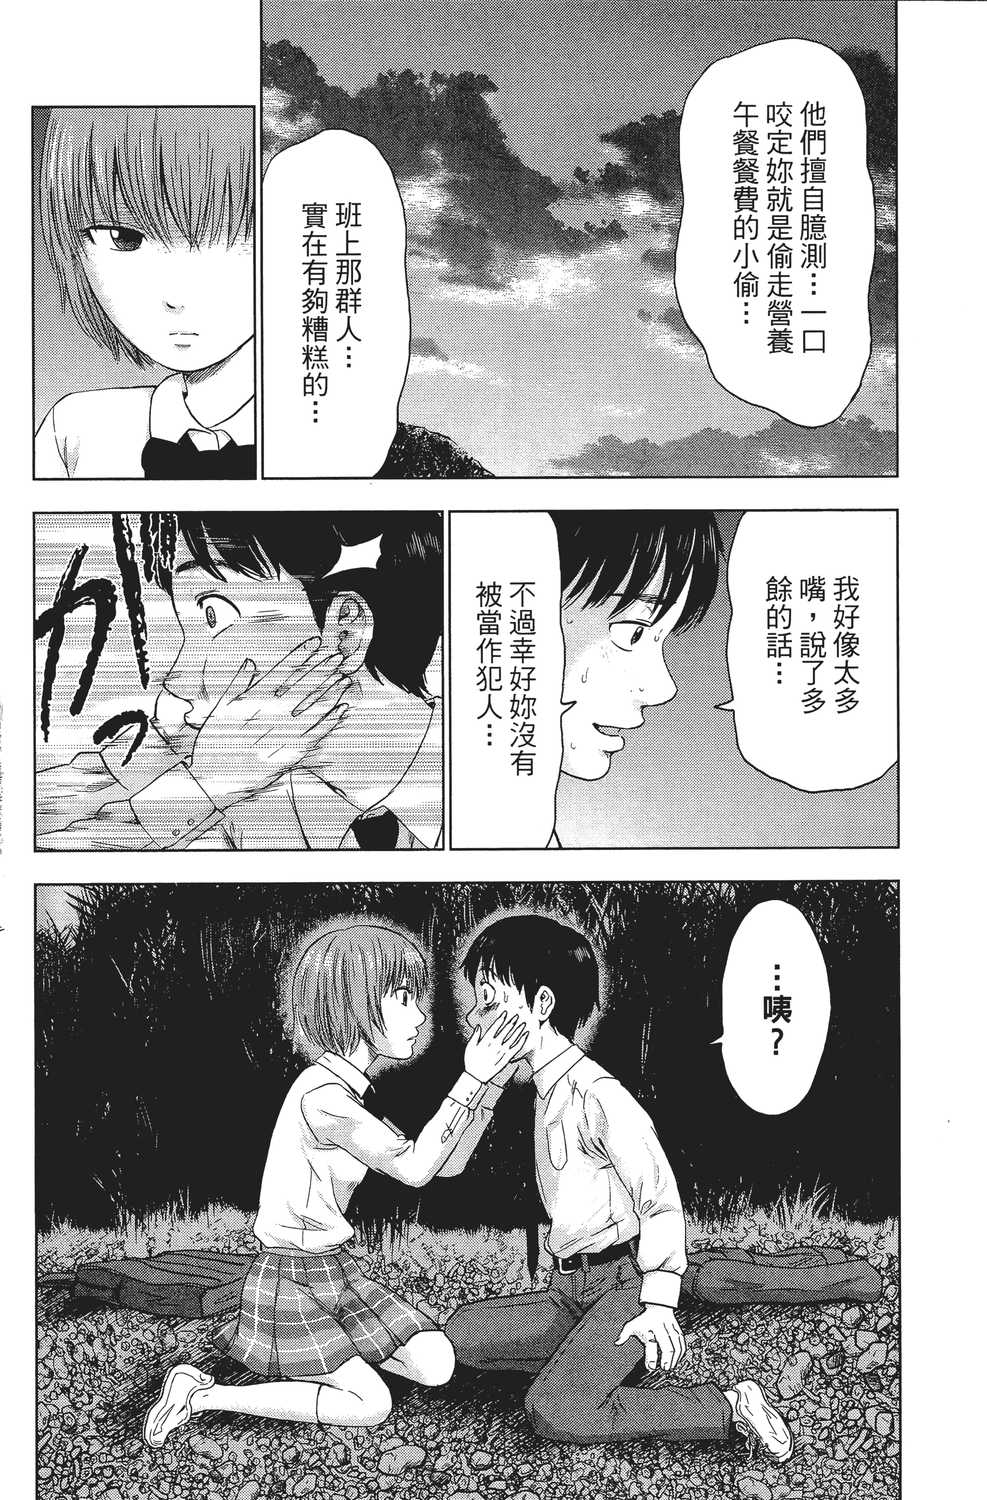 他們擅自臆測…一口
咬定妳就是偷走營養
午餐餐費的小偷…
班上那群人…
實在有夠糟糕的…
我好像太多
嘴，說了多
餘的話…
不過幸好妳沒有
被當作犯人…
ガバッ
…咦？